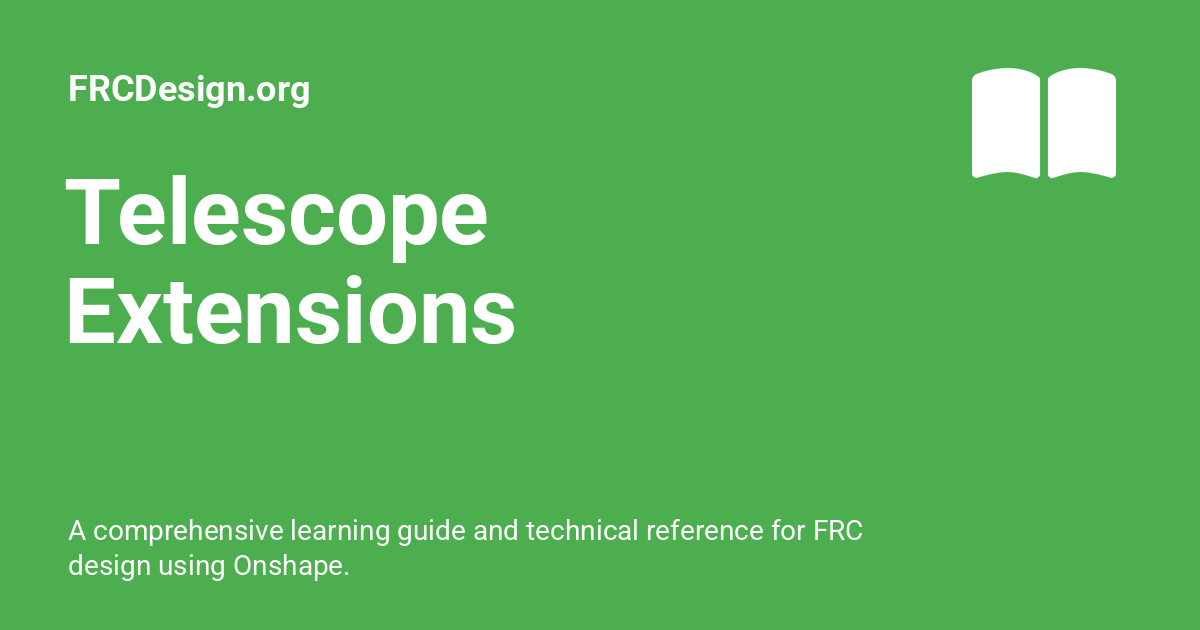 FRCDesign.org
Telescope
Extensions
A comprehensive learning guide and technical reference for FRC
design using Onshape.